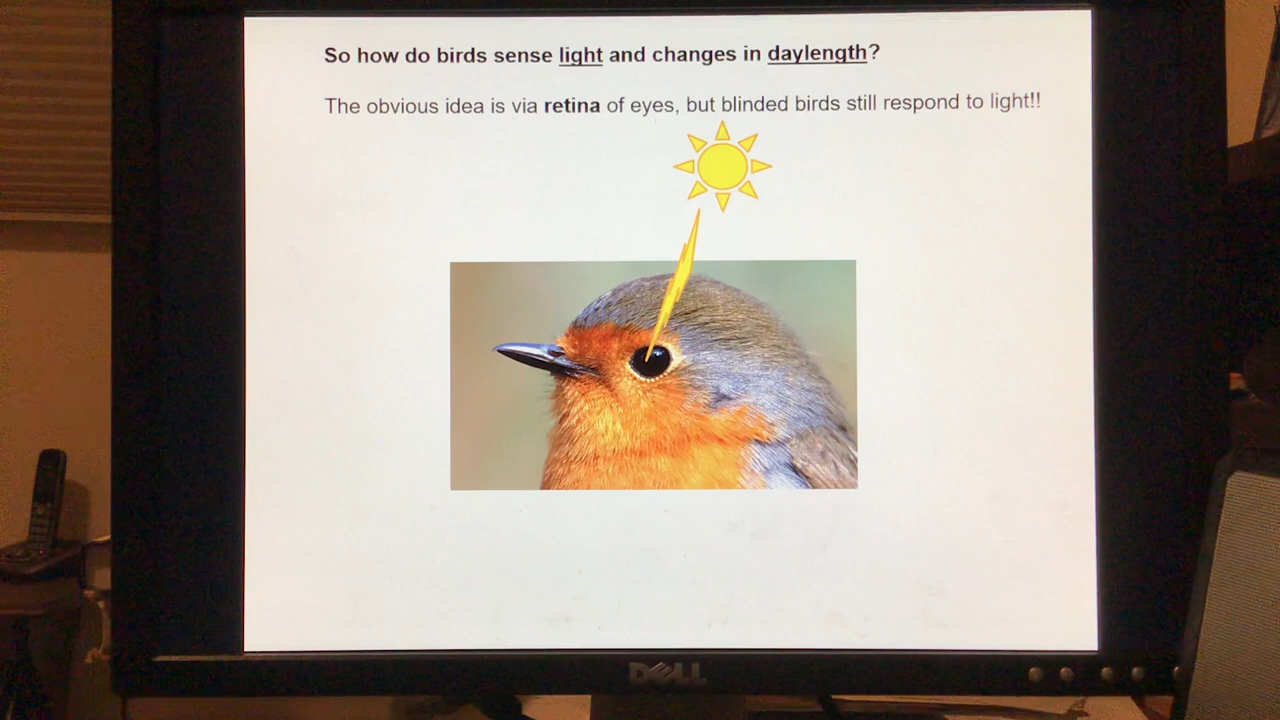 So how do birds sense light and changes in daylength?
The obvious idea is via retina of eyes, but blinded birds still respond to light!!
DELL